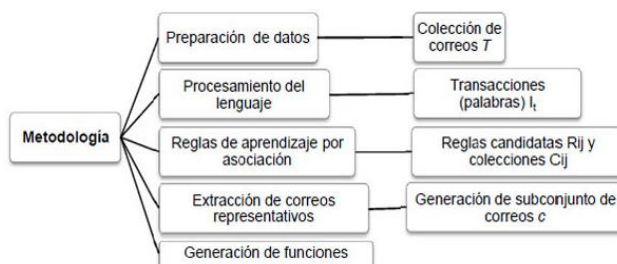 Metodología
Preparación de datos
Colección de
correos T
Procesamiento del
lenguaje
Transacciones
(palabras) It
Reglas de aprendizaje por
asociación
Reglas candidatas Rij y
colecciones Cij
Extracción de correos
representativos
Generación de subconjunto de
correos c
Generación de funciones